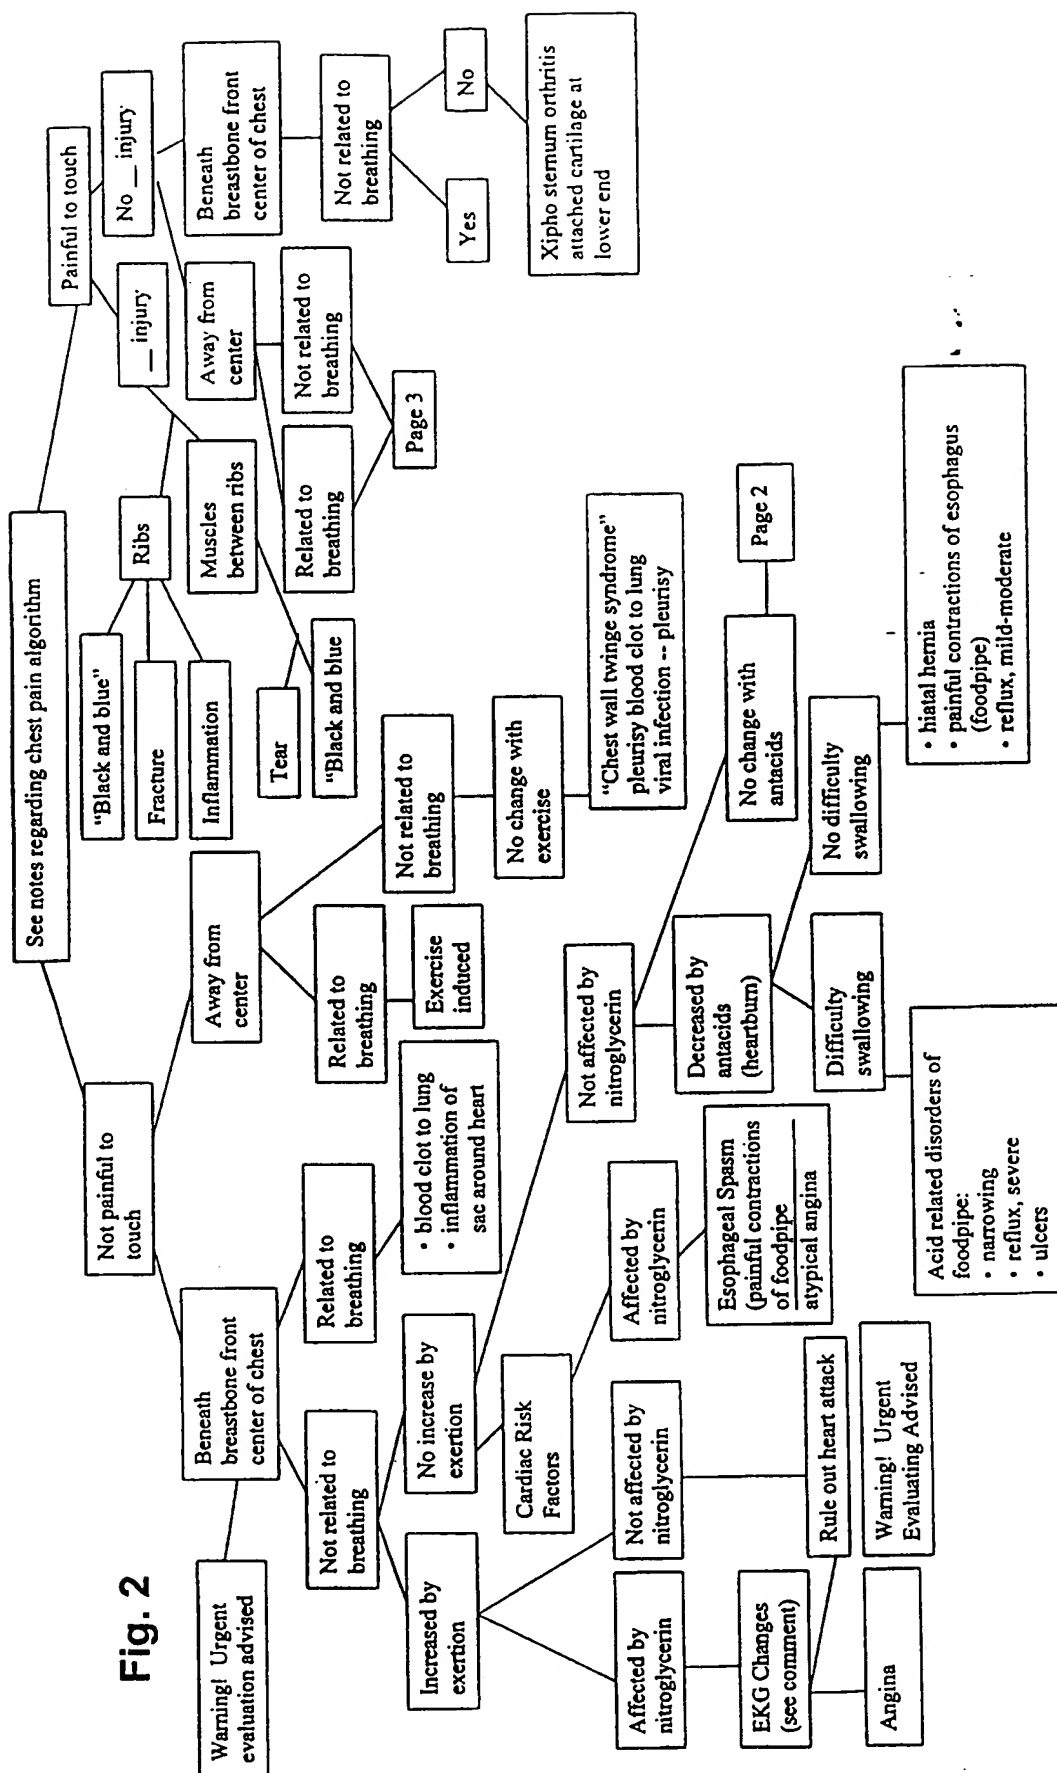 Fig. 2
See notes regarding chest pain algorithm
Not painful to
touch
Painful to touch
Warning!  Urgent
evaluation advised
Beneath
breastbone front
center of chest
Away from
center
"Black and blue"
Fracture
Inflammation
Ribs
__ injury
No __ injury
Muscles
between ribs
Tear
"Black and blue
Away from
center
Beneath
breastbone front
center of chest
Related to
breathing
Not related to
breathing
Page 3
Not related to
breathing
Yes
No
Xipho sternum orthritis
attached cartilage at
lower end
Not related to
breathing
Related to
breathing
• blood clot to lung
• inflammation of
sac around heart
Related to
breathing
Exercise
induced
Not related to
breathing
No change with
exercise
"Chest wall twinge syndrome"
pleurisy blood clot to lung
viral infection -- pleurisy
Increased by
exertion
No increase by
exertion
Cardiac Risk
Factors
Not affected by
nitroglycerin
Affected by
nitroglycerin
Not affected by
nitroglycerin
Affected by
nitroglycerin
Decreased by
antacids
(heartburn)
No change with
antacids
Page 2
EKG Changes
(see comment)
Rule out heart attack
Esophageal Spasm
(painful contractions
of foodpipe
atypical angina
Difficulty
swallowing
No difficulty
swallowing
Angina
Warning!  Urgent
Evaluating Advised
Acid related disorders of
foodpipe:
• narrowing
• reflux, severe
• ulcers
• hiatal hernia
• painful contractions of esophagus
(foodpipe)
• reflux, mild-moderate